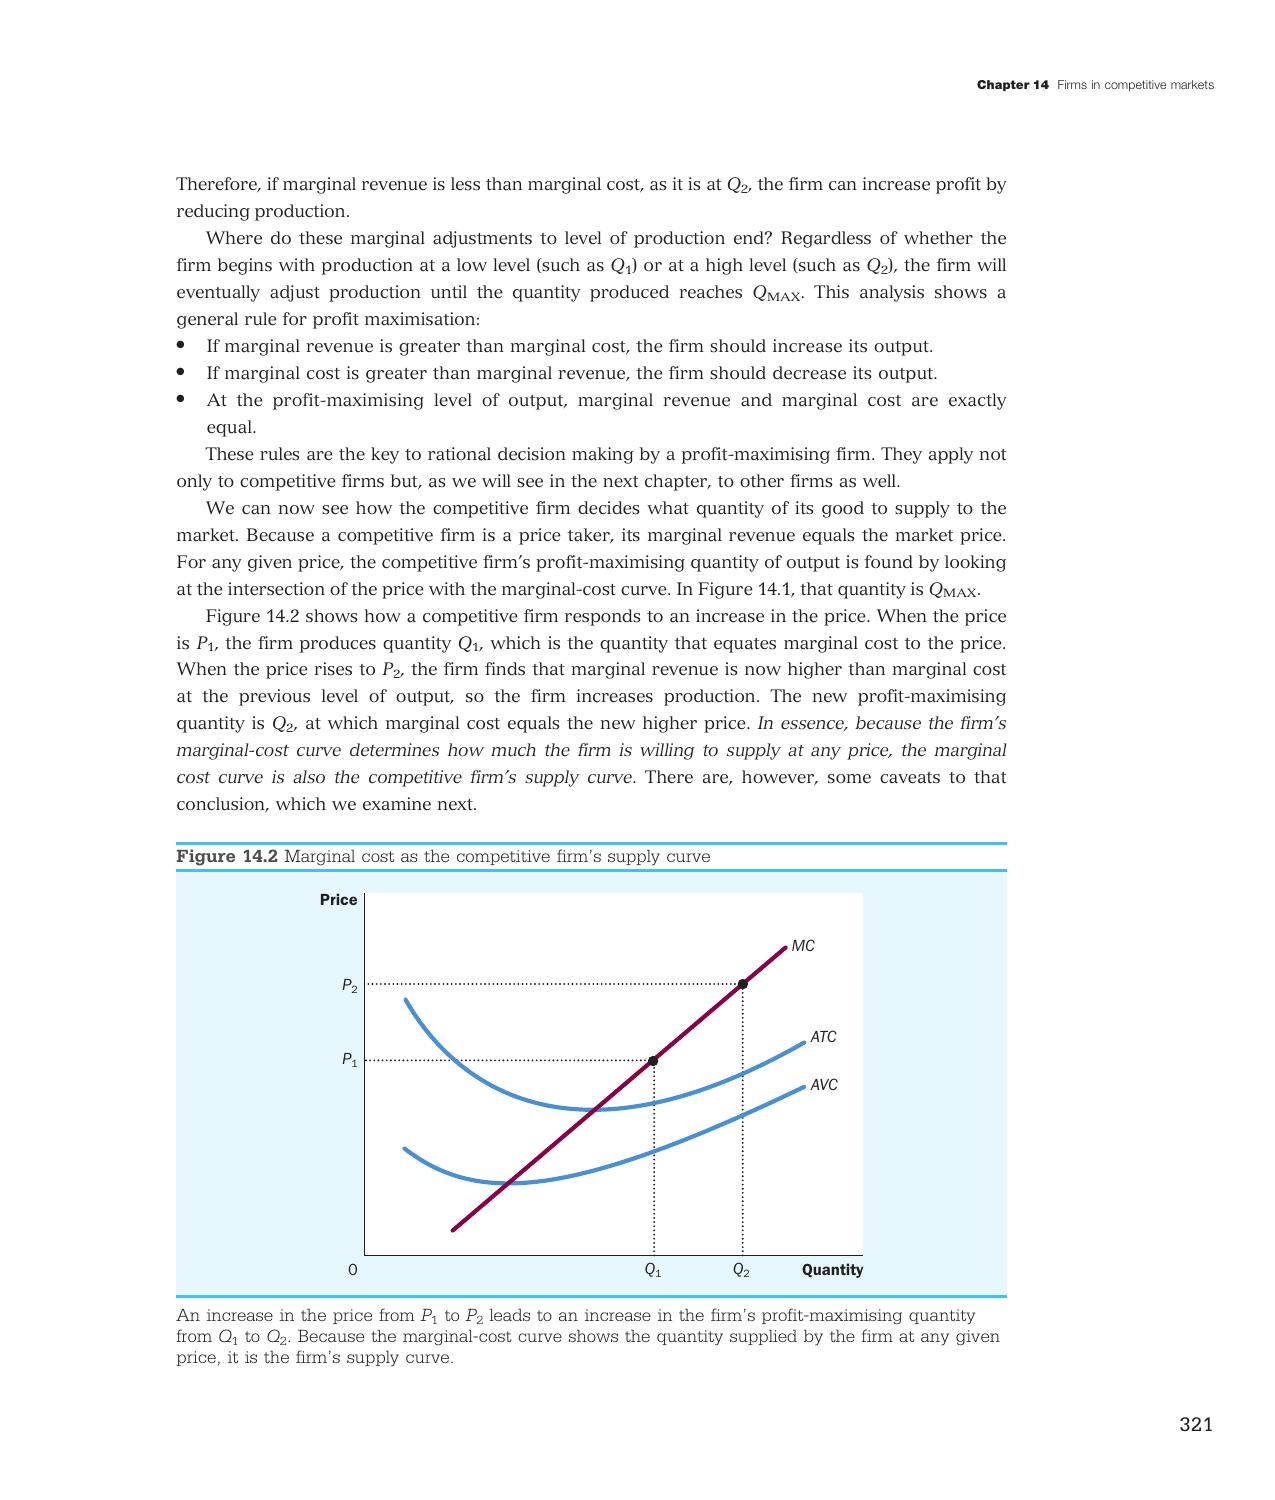 Chapter 14 Firms in competitive markets
Therefore, if marginal revenue is less than marginal cost, as it is at Q₂, the firm can increase profit by
reducing production.
Where do these marginal adjustments to level of production end? Regardless of whether the
firm begins with production at a low level (such as Q₁) or at a high level (such as Q₂), the firm will
eventually adjust production until the quantity produced reaches QMAX. This analysis shows a
general rule for profit maximisation:
• If marginal revenue is greater than marginal cost, the firm should increase its output.
• If marginal cost is greater than marginal revenue, the firm should decrease its output.
• At the profit-maximising level of output, marginal revenue and marginal cost are exactly
equal.
These rules are the key to rational decision making by a profit-maximising firm. They apply not
only to competitive firms but, as we will see in the next chapter, to other firms as well.
We can now see how the competitive firm decides what quantity of its good to supply to the
market. Because a competitive firm is a price taker, its marginal revenue equals the market price.
For any given price, the competitive firm's profit-maximising quantity of output is found by looking
at the intersection of the price with the marginal-cost curve. In Figure 14.1, that quantity is QMAX.
Figure 14.2 shows how a competitive firm responds to an increase in the price. When the price
is P₁, the firm produces quantity Q₁, which is the quantity that equates marginal cost to the price.
When the price rises to P₂, the firm finds that marginal revenue is now higher than marginal cost
at the previous level of output, so the firm increases production. The new profit-maximising
quantity is Q₂, at which marginal cost equals the new higher price. In essence, because the firm's
marginal-cost curve determines how much the firm is willing to supply at any price, the marginal
cost curve is also the competitive firm's supply curve. There are, however, some caveats to that
conclusion, which we examine next.
Figure 14.2 Marginal cost as the competitive firm's supply curve
Price
MC
P₂
ATC
P₁
AVC
0
Q₁
Q₂
Quantity
An increase in the price from P₁ to P₂ leads to an increase in the firm's profit-maximising quantity
from Q₁ to Q₂. Because the marginal-cost curve shows the quantity supplied by the firm at any given
price, it is the firm's supply curve.
321